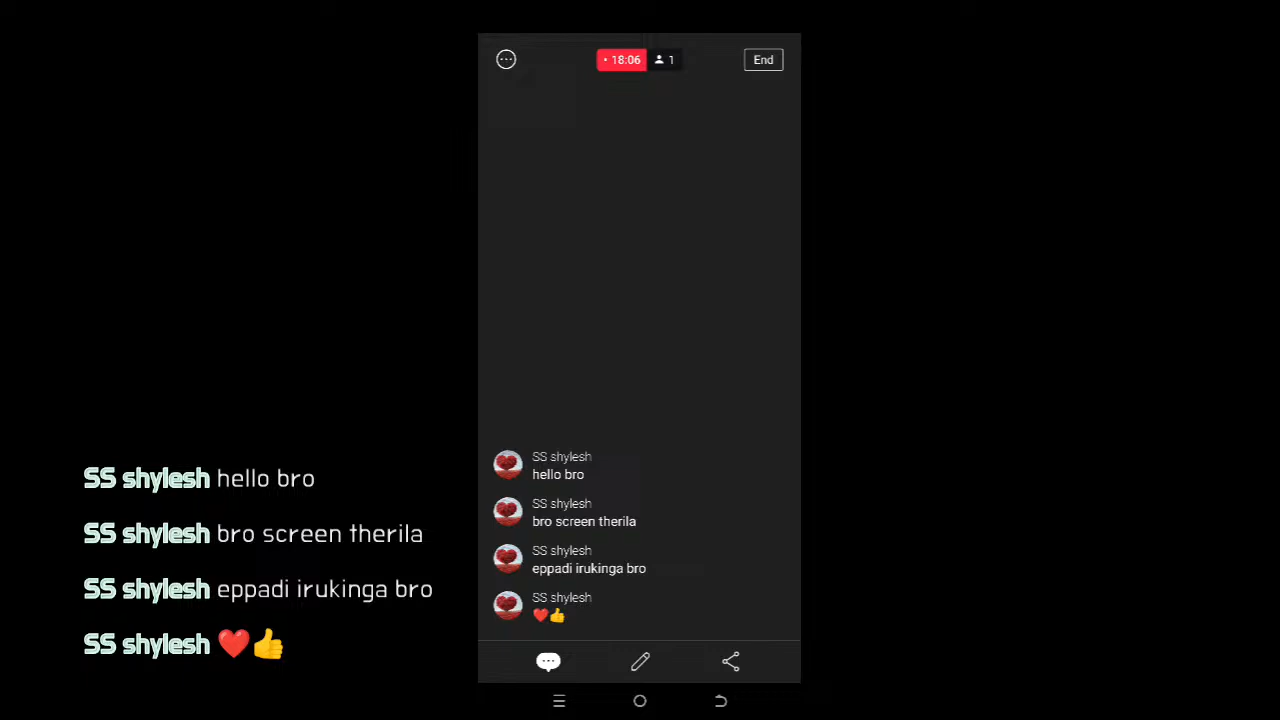 18:06 1 End
SS shylesh
hello bro
SS shylesh
bro screen therila
SS shylesh
eppadi irukinga bro
SS shylesh
❤️👍
SS shylesh hello bro
SS shylesh bro screen therila
SS shylesh eppadi irukinga bro
SS shylesh ❤️👍